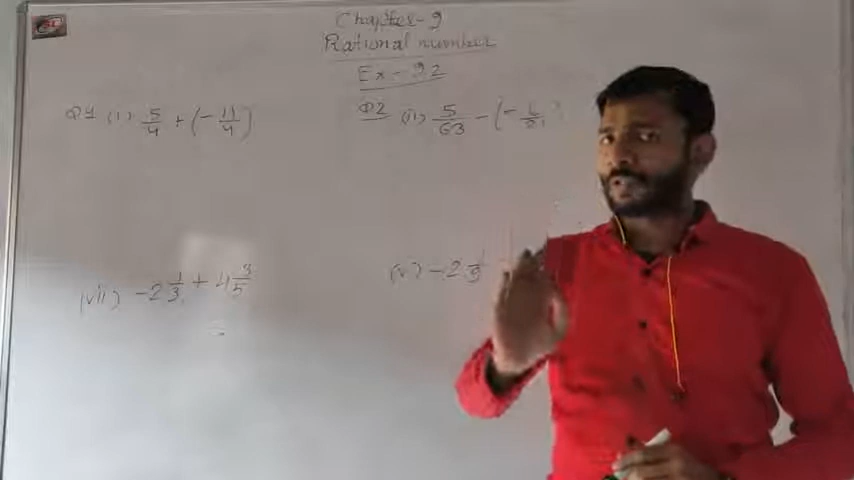 Chapter-9
Rational number
Ex-9.2
Q1 (i) 5/4 + (-11/4)
Q2 (ii) 5/63 - (-6/21)
(vii) -2 1/3 + 4 3/5
(v) -2 1/9